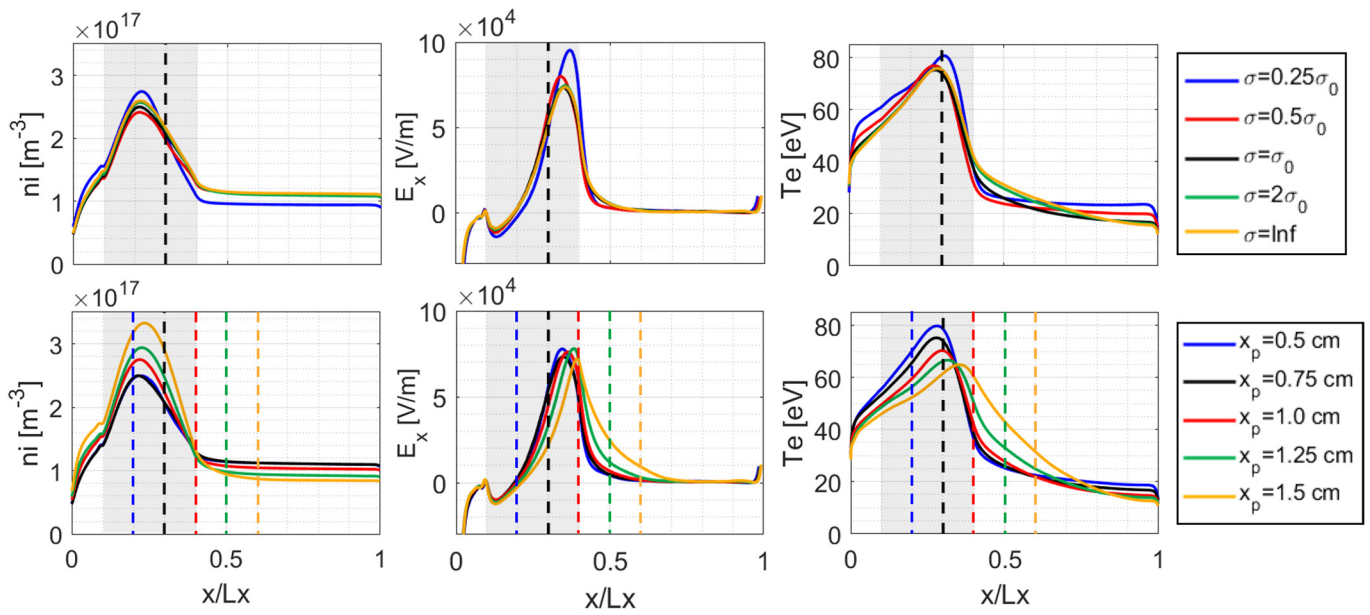 ×10^17
ni [m^-3]
3
2
1
0
×10^4
E_x [V/m]
10
5
0
Te [eV]
80
60
40
20
0
σ=0.25σ_0
σ=0.5σ_0
σ=σ_0
σ=2σ_0
σ=Inf
×10^17
ni [m^-3]
3
2
1
0
0 0.5 1
x/Lx
×10^4
E_x [V/m]
10
5
0
0 0.5 1
x/Lx
Te [eV]
80
60
40
20
0
0 0.5 1
x/Lx
x_p=0.5 cm
x_p=0.75 cm
x_p=1.0 cm
x_p=1.25 cm
x_p=1.5 cm